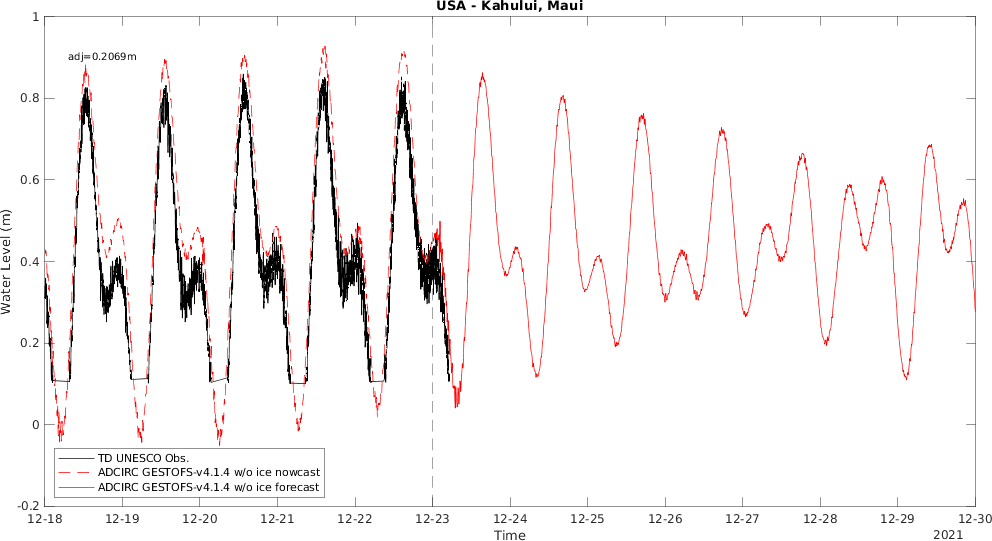 USA - Kahului, Maui
1
adj=0.2069m
0.8
0.6
0.4
0.2
0
-0.2
Water Level (m)
TD UNESCO Obs.
ADCIRC GESTOFS-v4.1.4 w/o ice nowcast
ADCIRC GESTOFS-v4.1.4 w/o ice forecast
12-18 12-19 12-20 12-21 12-22 12-23 12-24 12-25 12-26 12-27 12-28 12-29 12-30
Time
2021